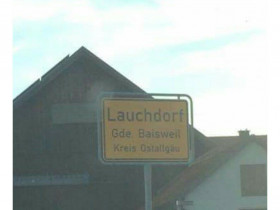 Lauchdorf
Gde. Baisweil
Kreis Ostallgäu